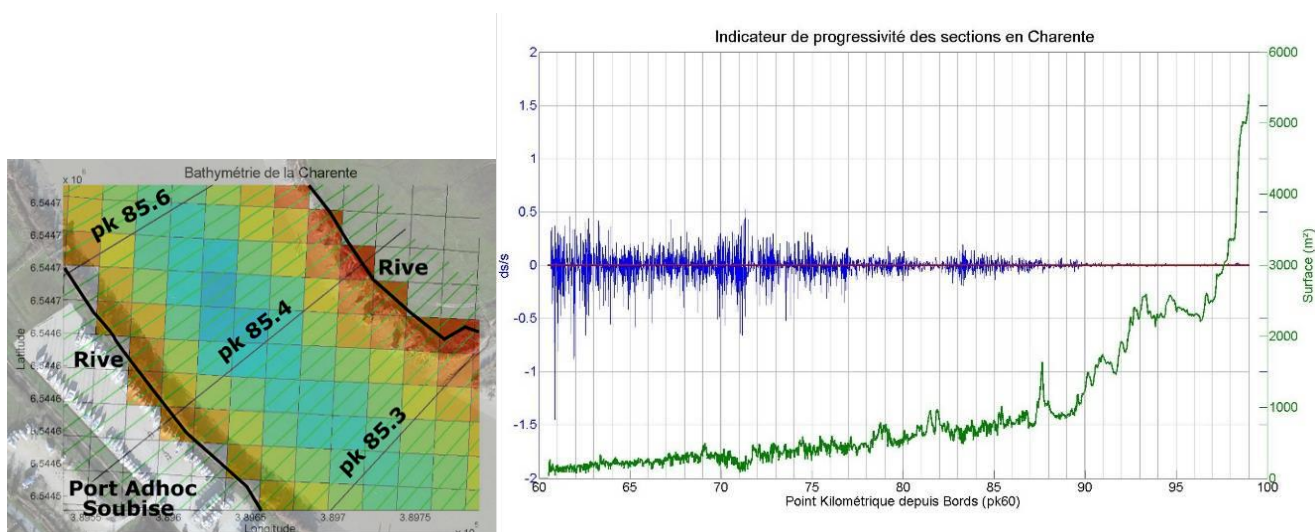 Bathymétrie de la Charente
x 10⁶
6.5447
6.5447
6.5447
6.5447
6.5446
6.5446
6.5446
6.5446
6.5445
Latitude
pk 85.6
Rive
pk 85.4
Rive
pk 85.3
Port Adhoc
Soubise
3.8955
3.896
3.8965
3.897
3.8975
Longitude
x 10⁵
Indicateur de progressivité des sections en Charente
2
1.5
1
0.5
0
-0.5
-1
-1.5
-2
ds/s
6000
5000
4000
3000
2000
1000
0
Surface (m²)
60 65 70 75 80 85 90 95 100
Point Kilométrique depuis Bords (pk60)